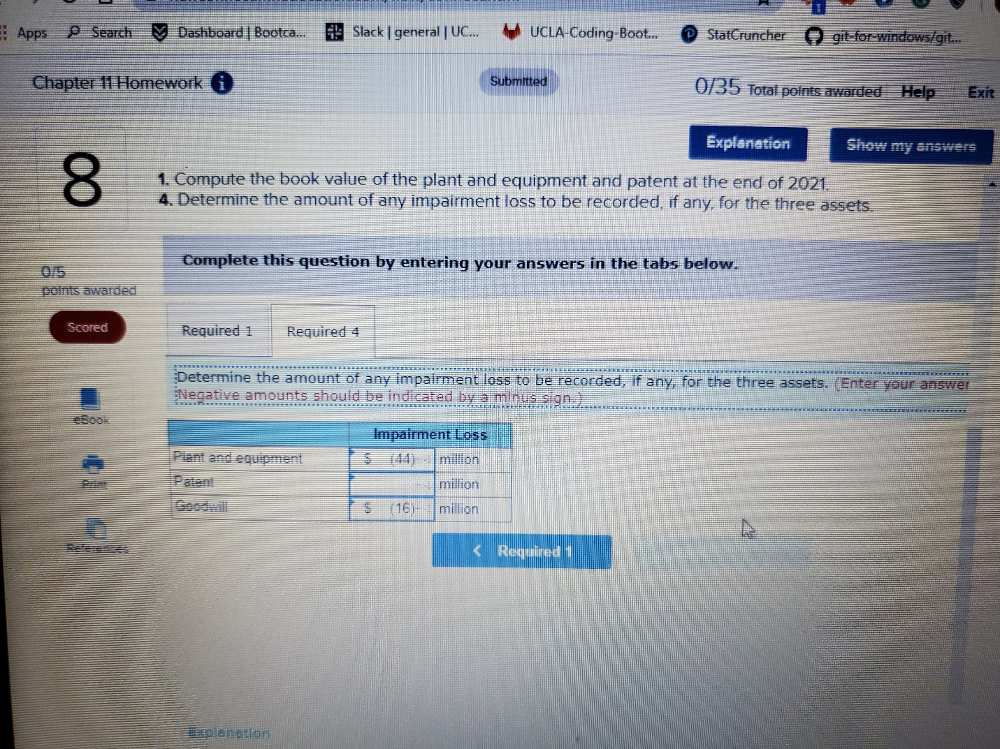 Apps Search Dashboard | Bootca... Slack | general | UC... UCLA-Coding-Boot... StatCruncher git-for-windows/git...
Chapter 11 Homework i Submitted 0/35 Total points awarded Help Exit
Explanation Show my answers
8
1. Compute the book value of the plant and equipment and patent at the end of 2021.
4. Determine the amount of any impairment loss to be recorded, if any, for the three assets.
Complete this question by entering your answers in the tabs below.
0/5
points awarded
Scored
Required 1 Required 4
Determine the amount of any impairment loss to be recorded, if any, for the three assets. (Enter your answer
Negative amounts should be indicated by a minus sign.)
eBook
Print
References
Impairment Loss
Plant and equipment $ (44) million
Patent million
Goodwill $ (16) million
< Required 1
Explanation